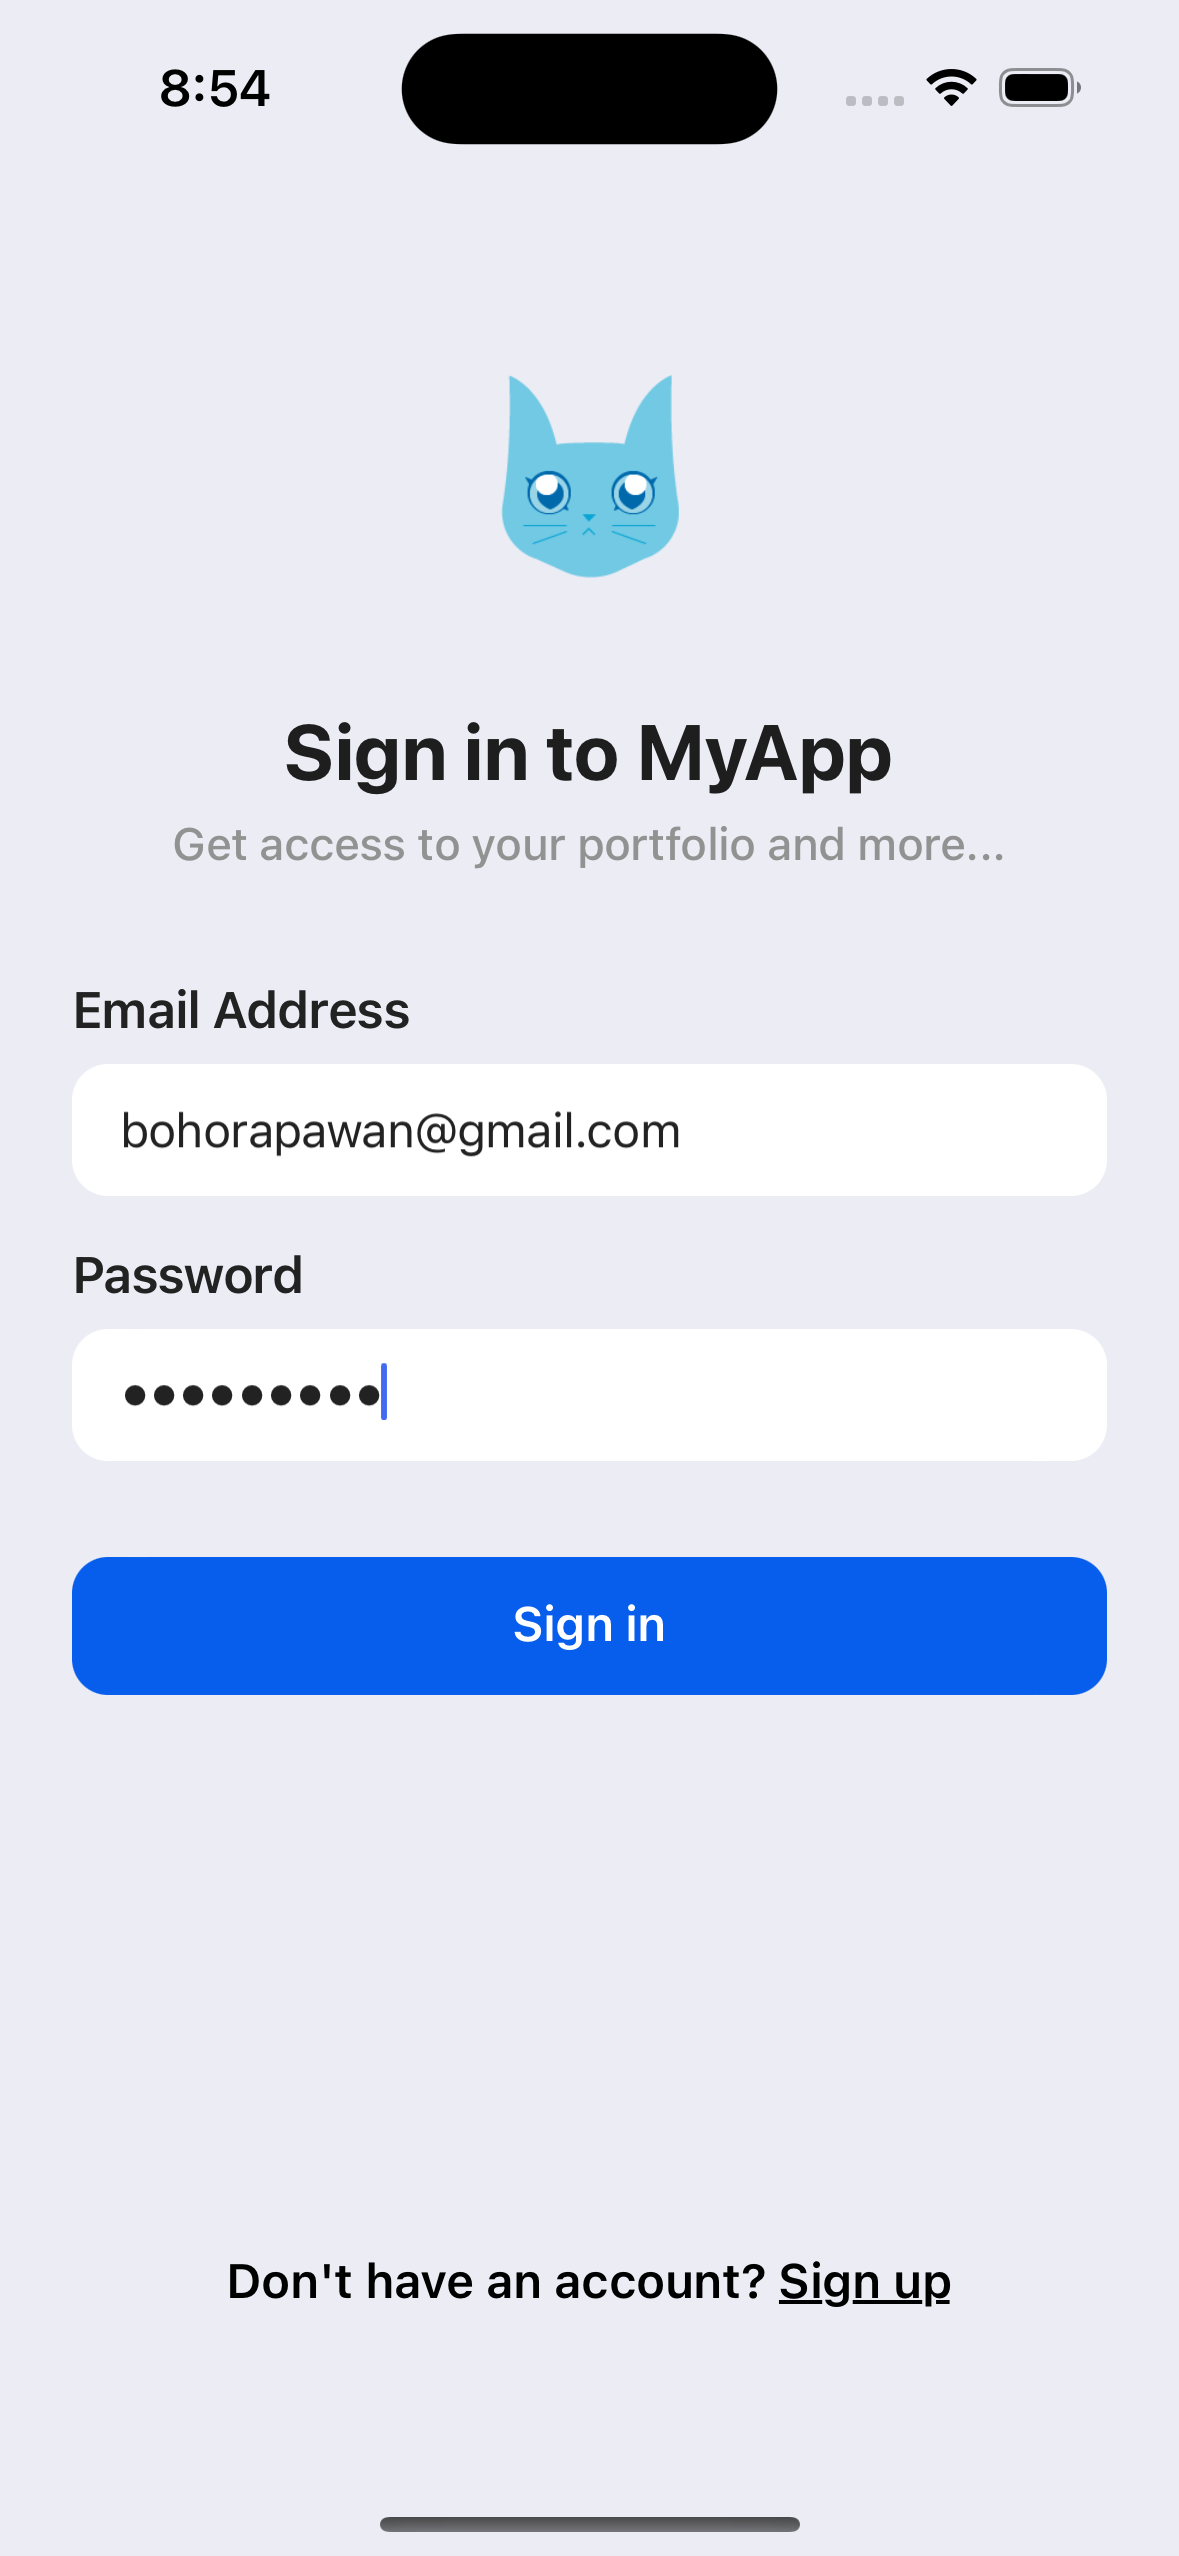 8:54
Sign in to MyApp
Get access to your portfolio and more...
Email Address
bohorapawan@gmail.com
Password
•••••••••
Sign in
Don't have an account? Sign up